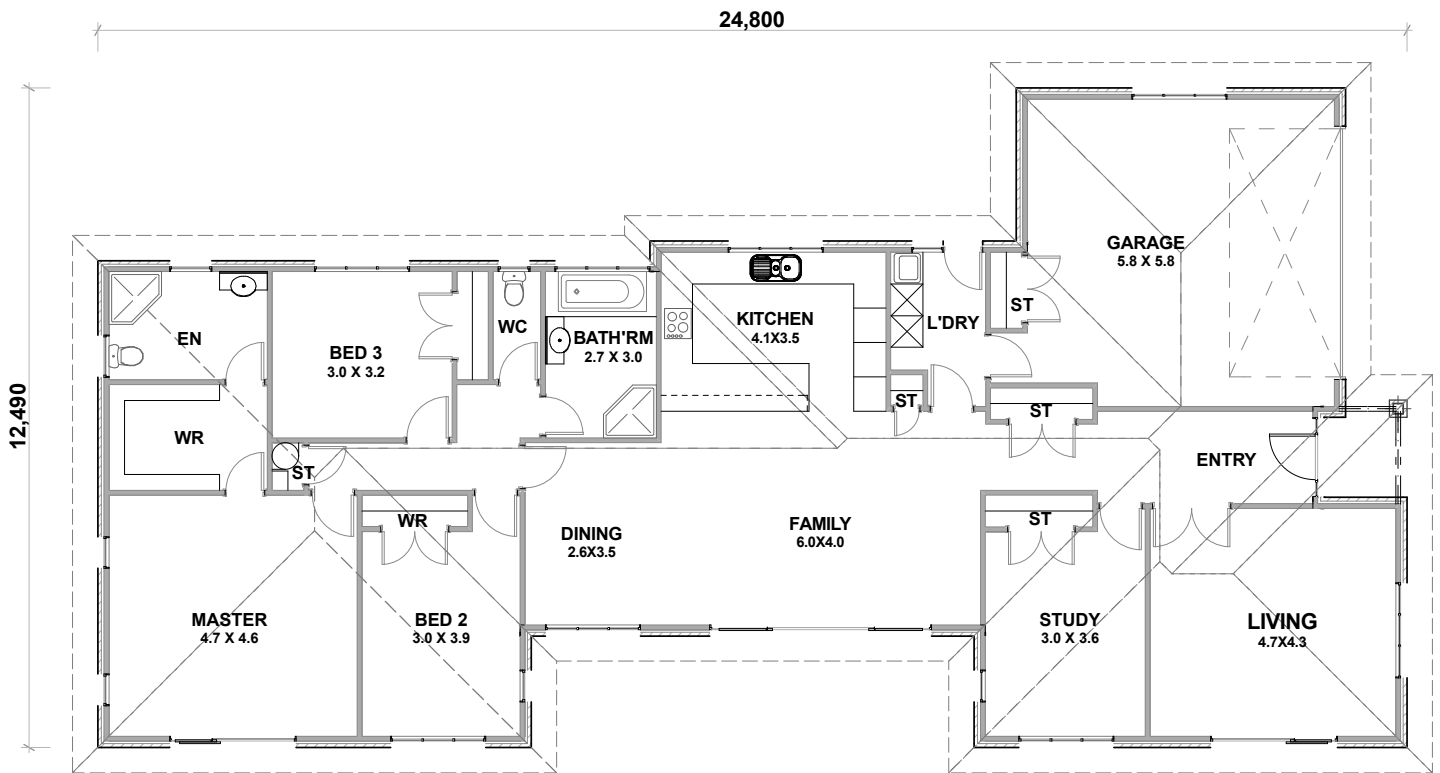 24,800
12,490
GARAGE
5.8 X 5.8
ST
KITCHEN
4.1X3.5
L'DRY
EN
BED 3
3.0 X 3.2
WC
BATH'RM
2.7 X 3.0
ST
ST
WR
ST
ENTRY
WR
DINING
2.6X3.5
FAMILY
6.0X4.0
ST
MASTER
4.7 X 4.6
BED 2
3.0 X 3.9
STUDY
3.0 X 3.6
LIVING
4.7X4.3